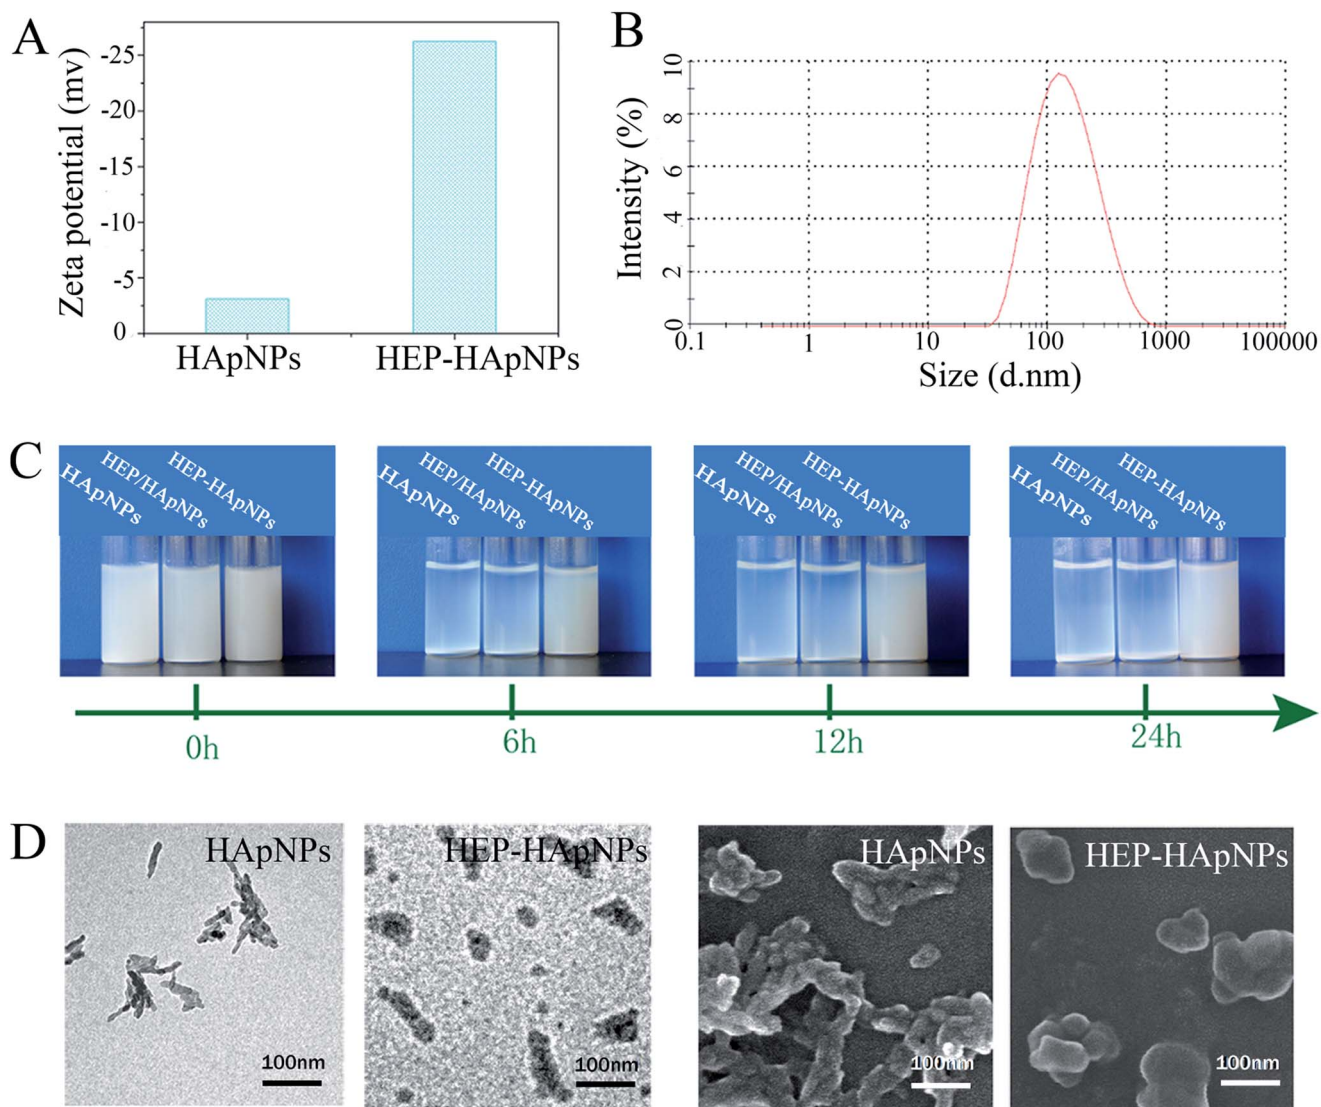 A
Zeta potential (mv)
-25
-20
-15
-10
-5
0
HApNPs
HEP-HApNPs
B
Intensity (%)
10
8
6
4
2
0
0.1
1
10
100
1000
100000
Size (d.nm)
C
HApNPs
HEP/HApNPs
HEP-HApNPs
HApNPs
HEP/HApNPs
HEP-HApNPs
HApNPs
HEP/HApNPs
HEP-HApNPs
HApNPs
HEP/HApNPs
HEP-HApNPs
0h
6h
12h
24h
D
HApNPs
100nm
HEP-HApNPs
100nm
HApNPs
100nm
HEP-HApNPs
100nm